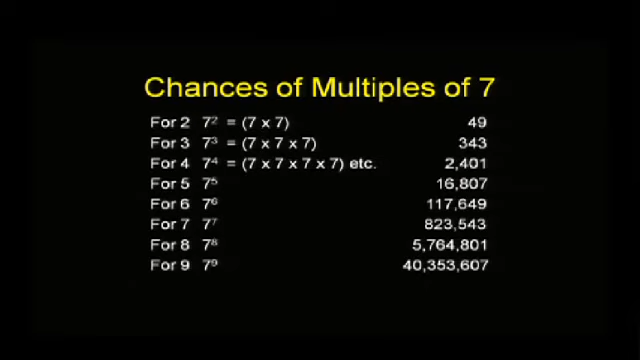 Chances of Multiples of 7
For 2 7² = (7 x 7) 49
For 3 7³ = (7 x 7 x 7) 343
For 4 7⁴ = (7 x 7 x 7 x 7) etc. 2,401
For 5 7⁵ 16,807
For 6 7⁶ 117,649
For 7 7⁷ 823,543
For 8 7⁸ 5,764,801
For 9 7⁹ 40,353,607